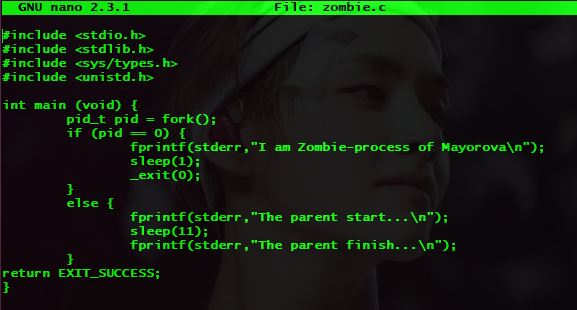 GNU nano 2.3.1 File: zombie.c
#include <stdio.h>
#include <stdlib.h>
#include <sys/types.h>
#include <unistd.h>
int main (void) {
pid_t pid = fork();
if (pid == 0) {
fprintf(stderr,"I am Zombie-process of Mayorova\n");
sleep(1);
_exit(0);
}
else {
fprintf(stderr,"The parent start...\n");
sleep(11);
fprintf(stderr,"The parent finish...\n");
}
return EXIT_SUCCESS;
}